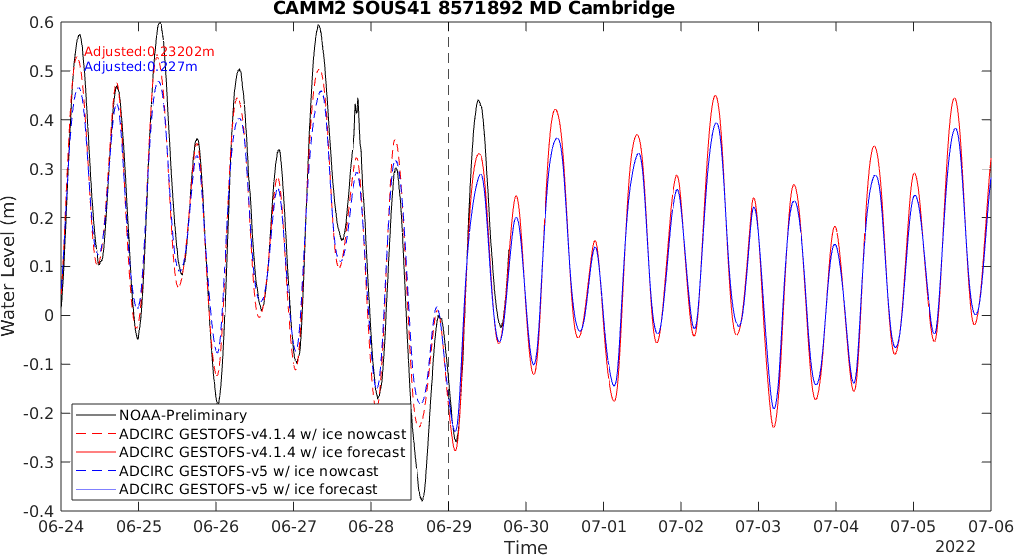 CAMM2 SOUS41 8571892 MD Cambridge
0.6
0.5
0.4
0.3
0.2
0.1
0
-0.1
-0.2
-0.3
-0.4
Water Level (m)
Adjusted:0.23202m
Adjusted:0.227m
NOAA-Preliminary
ADCIRC GESTOFS-v4.1.4 w/ ice nowcast
ADCIRC GESTOFS-v4.1.4 w/ ice forecast
ADCIRC GESTOFS-v5 w/ ice nowcast
ADCIRC GESTOFS-v5 w/ ice forecast
06-24 06-25 06-26 06-27 06-28 06-29 06-30 07-01 07-02 07-03 07-04 07-05 07-06
Time
2022